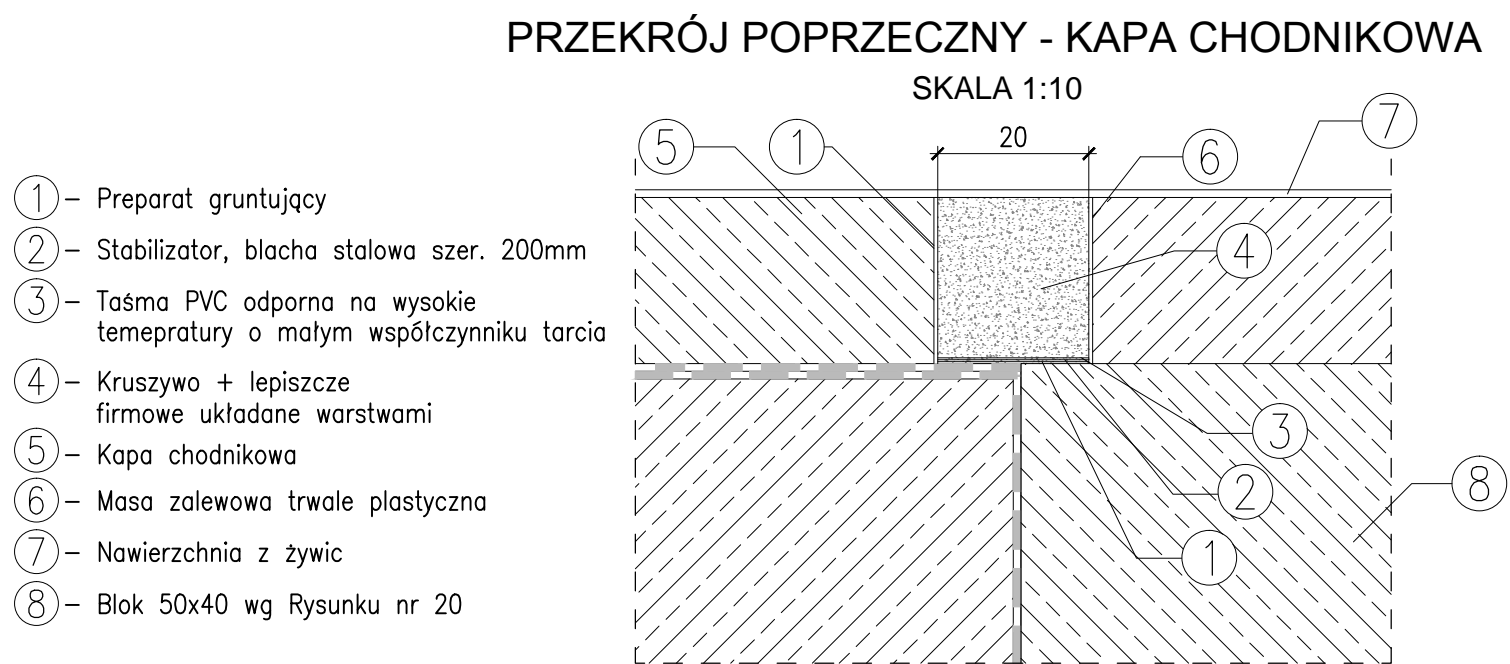 PRZEKRÓJ POPRZECZNY - KAPA CHODNIKOWA
SKALA 1:10
1 – Preparat gruntujący
2 – Stabilizator, blacha stalowa szer. 200mm
3 – Taśma PVC odporna na wysokie
temepratury o małym współczynniku tarcia
4 – Kruszywo + lepiszcze
firmowe układane warstwami
5 – Kapa chodnikowa
6 – Masa zalewowa trwale plastyczna
7 – Nawierzchnia z żywic
8 – Blok 50x40 wg Rysunku nr 20
5
1
20
6
7
4
3
2
8
1